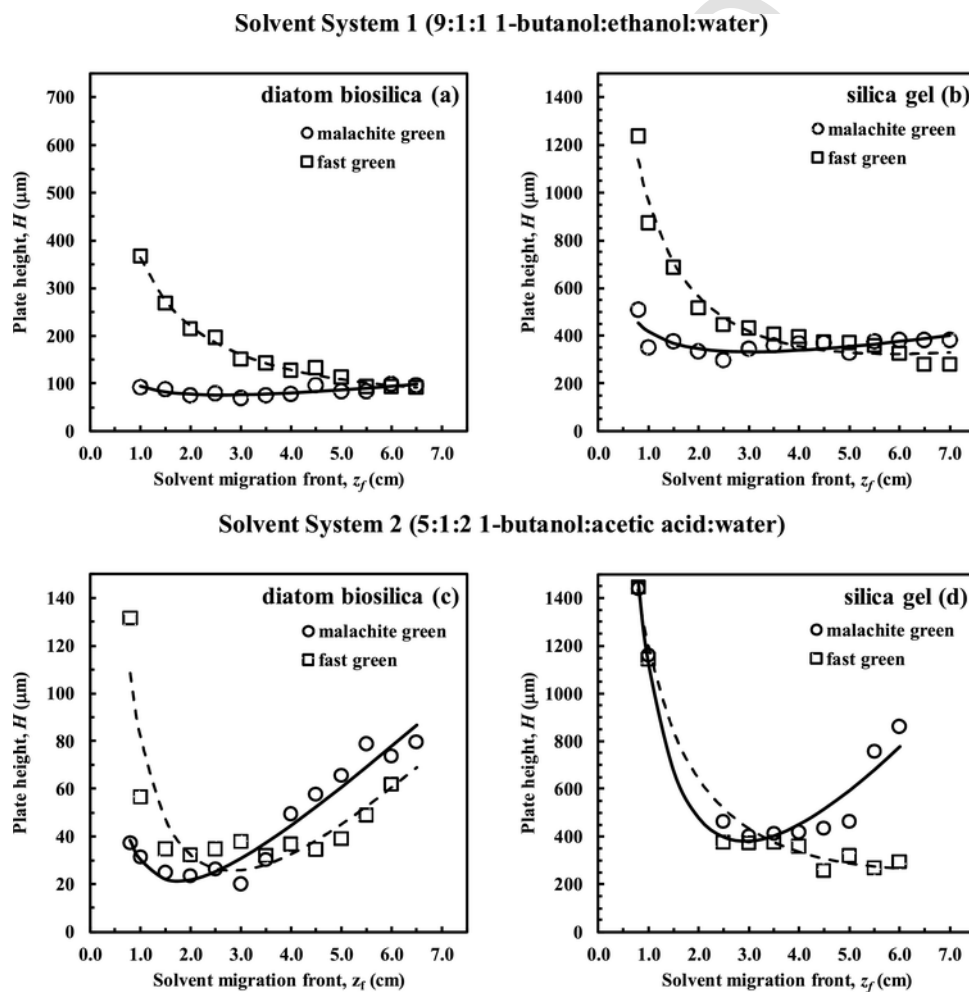 Solvent System 1 (9:1:1 1-butanol:ethanol:water)
diatom biosilica (a)
malachite green
fast green
Plate height, H (μm)
700
600
500
400
300
200
100
0
0.0 1.0 2.0 3.0 4.0 5.0 6.0 7.0
Solvent migration front, zf (cm)
silica gel (b)
malachite green
fast green
Plate height, H (μm)
1400
1200
1000
800
600
400
200
0
0.0 1.0 2.0 3.0 4.0 5.0 6.0 7.0
Solvent migration front, zf (cm)
Solvent System 2 (5:1:2 1-butanol:acetic acid:water)
diatom biosilica (c)
malachite green
fast green
Plate height, H (μm)
140
120
100
80
60
40
20
0
0.0 1.0 2.0 3.0 4.0 5.0 6.0 7.0
Solvent migration front, zf (cm)
silica gel (d)
malachite green
fast green
Plate height, H (μm)
1400
1200
1000
800
600
400
200
0
0.0 1.0 2.0 3.0 4.0 5.0 6.0 7.0
Solvent migration front, zf (cm)